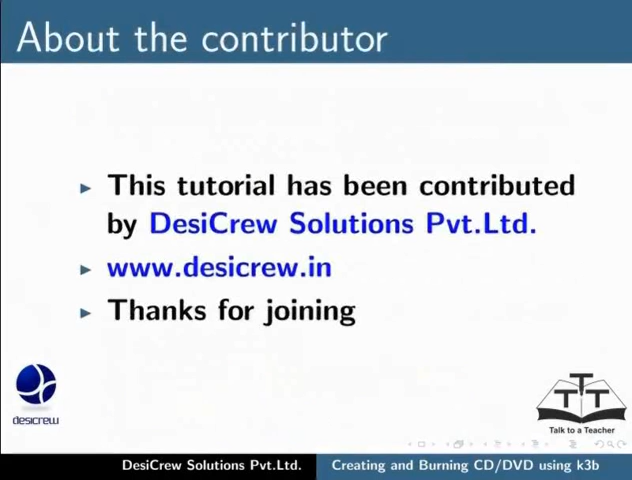 About the contributor
This tutorial has been contributed
by DesiCrew Solutions Pvt.Ltd.
www.desicrew.in
Thanks for joining
desicrew
TTT
Talk to a Teacher
DesiCrew Solutions Pvt.Ltd.
Creating and Burning CD/DVD using k3b